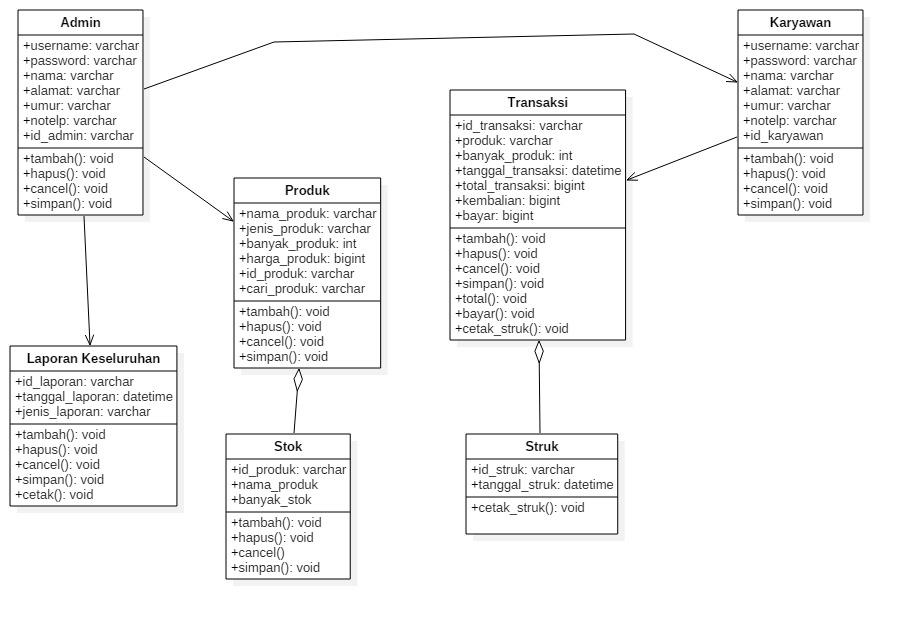 Admin
+username: varchar
+password: varchar
+nama: varchar
+alamat: varchar
+umur: varchar
+notelp: varchar
+id_admin: varchar
+tambah(): void
+hapus(): void
+cancel(): void
+simpan(): void
Karyawan
+username: varchar
+password: varchar
+nama: varchar
+alamat: varchar
+umur: varchar
+notelp: varchar
+id_karyawan
+tambah(): void
+hapus(): void
+cancel(): void
+simpan(): void
Transaksi
+id_transaksi: varchar
+produk: varchar
+banyak_produk: int
+tanggal_transaksi: datetime
+total_transaksi: bigint
+kembalian: bigint
+bayar: bigint
+tambah(): void
+hapus(): void
+cancel(): void
+simpan(): void
+total(): void
+bayar(): void
+cetak_struk(): void
Produk
+nama_produk: varchar
+jenis_produk: varchar
+banyak_produk: int
+harga_produk: bigint
+id_produk: varchar
+cari_produk: varchar
+tambah(): void
+hapus(): void
+cancel(): void
+simpan(): void
Laporan Keseluruhan
+id_laporan: varchar
+tanggal_laporan: datetime
+jenis_laporan: varchar
+tambah(): void
+hapus(): void
+cancel(): void
+simpan(): void
+cetak(): void
Stok
+id_produk: varchar
+nama_produk
+banyak_stok
+tambah(): void
+hapus(): void
+cancel()
+simpan(): void
Struk
+id_struk: varchar
+tanggal_struk: datetime
+cetak_struk(): void